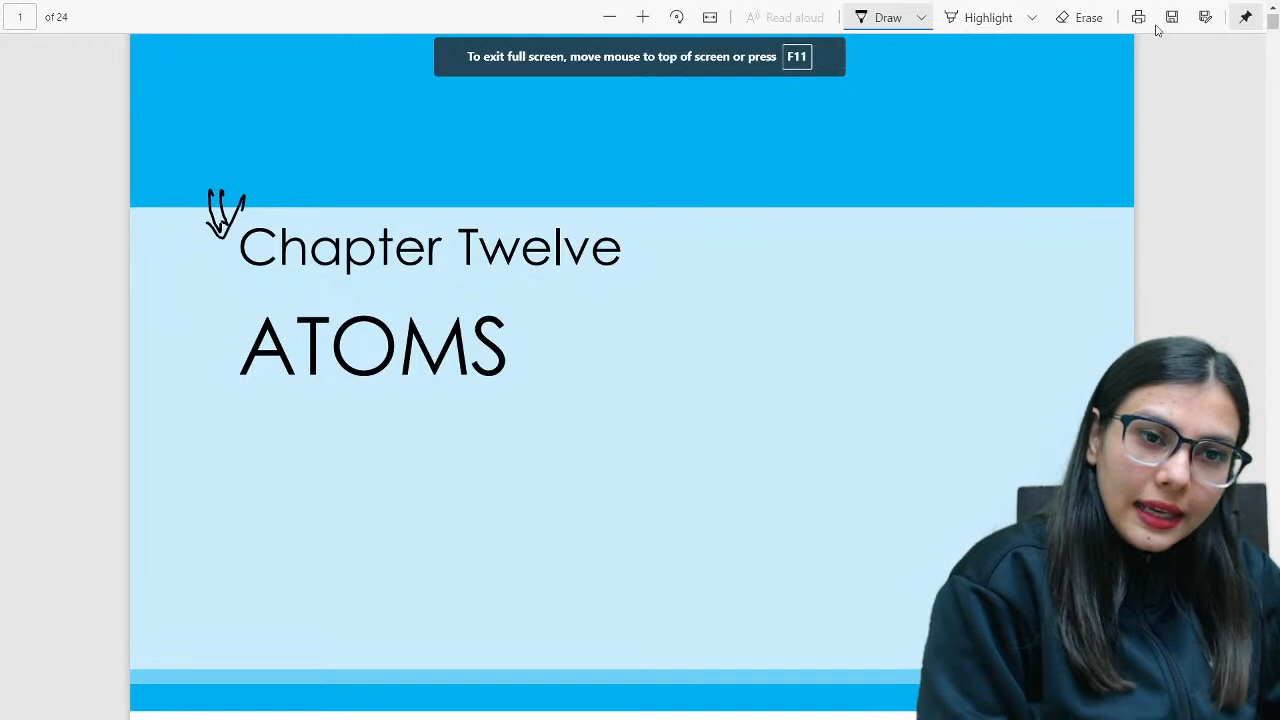 1 of 24 Read aloud Draw Highlight Erase
To exit full screen, move mouse to top of screen or press F11
Chapter Twelve
ATOMS